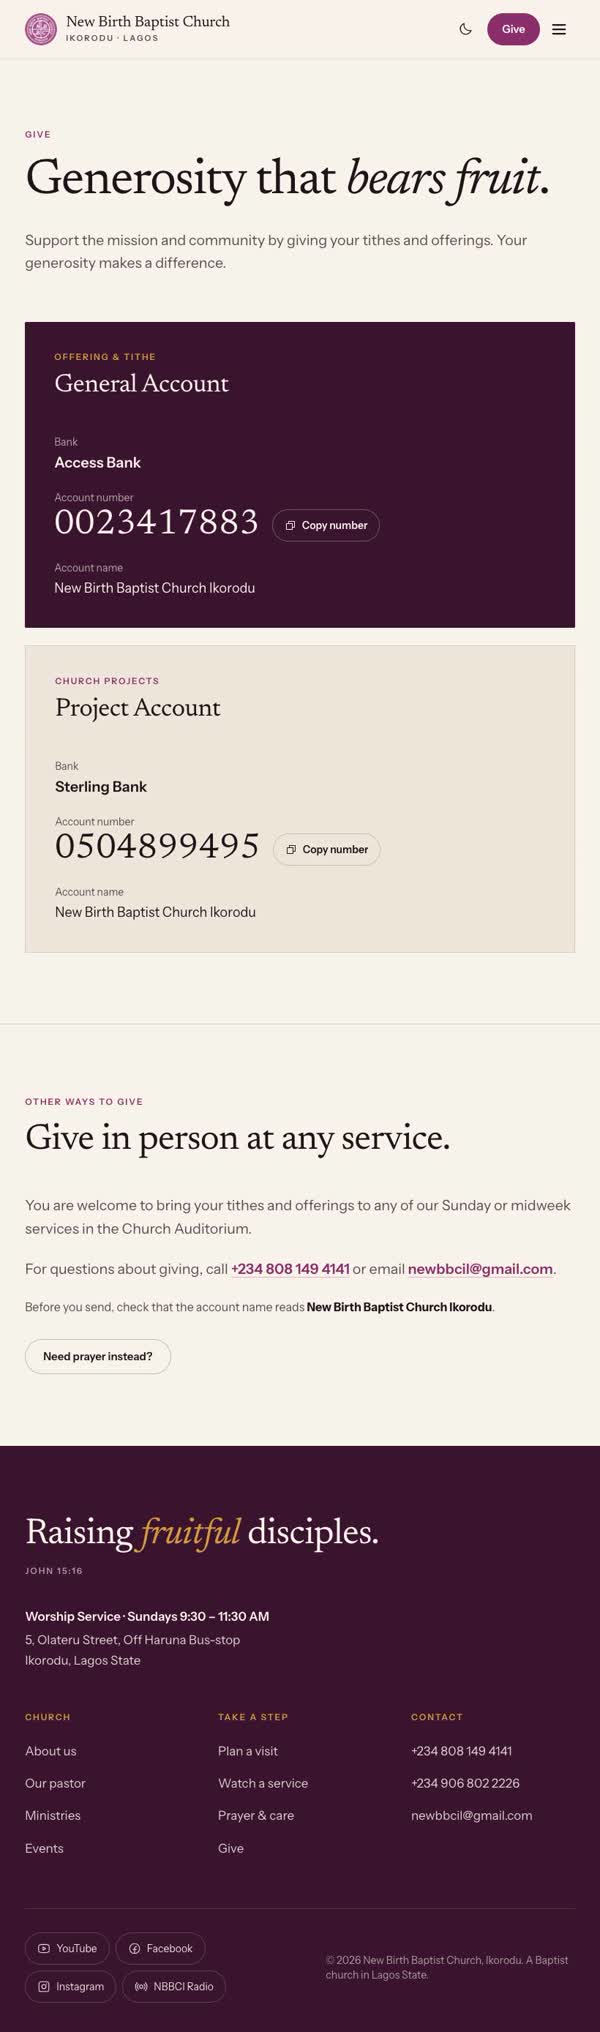 New Birth Baptist Church
IKORODU · LAGOS
Give
GIVE
Generosity that bears fruit.
Support the mission and community by giving your tithes and offerings. Your
generosity makes a difference.
OFFERING & TITHE
General Account
Bank
Access Bank
Account number
0023417883
Copy number
Account name
New Birth Baptist Church Ikorodu
CHURCH PROJECTS
Project Account
Bank
Sterling Bank
Account number
0504899495
Copy number
Account name
New Birth Baptist Church Ikorodu
OTHER WAYS TO GIVE
Give in person at any service.
You are welcome to bring your tithes and offerings to any of our Sunday or midweek
services in the Church Auditorium.
For questions about giving, call +234 808 149 4141 or email newbbcil@gmail.com.
Before you send, check that the account name reads New Birth Baptist Church Ikorodu.
Need prayer instead?
Raising fruitful disciples.
JOHN 15:16
Worship Service · Sundays 9:30 – 11:30 AM
5, Olateru Street, Off Haruna Bus-stop
Ikorodu, Lagos State
CHURCH
About us
Our pastor
Ministries
Events
TAKE A STEP
Plan a visit
Watch a service
Prayer & care
Give
CONTACT
+234 808 149 4141
+234 906 802 2226
newbbcil@gmail.com
YouTube
Facebook
Instagram
NBBCI Radio
© 2026 New Birth Baptist Church, Ikorodu. A Baptist
church in Lagos State.